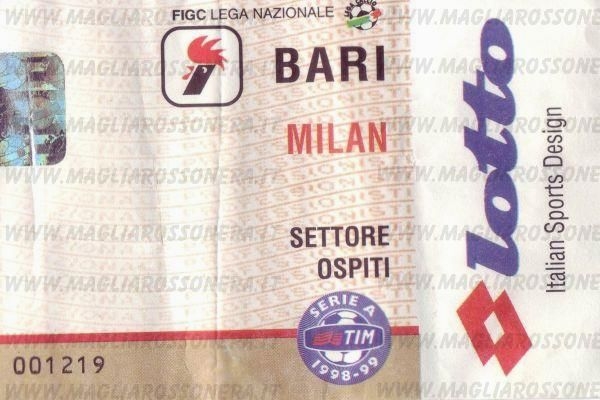 FIGC LEGA NAZIONALE
BARI
MILAN
SETTORE
OSPITI
SERIE A
TIM
1998-99
001219
lotto
Italian Sports Design
WWW.MAGLIAROSSONERA.IT